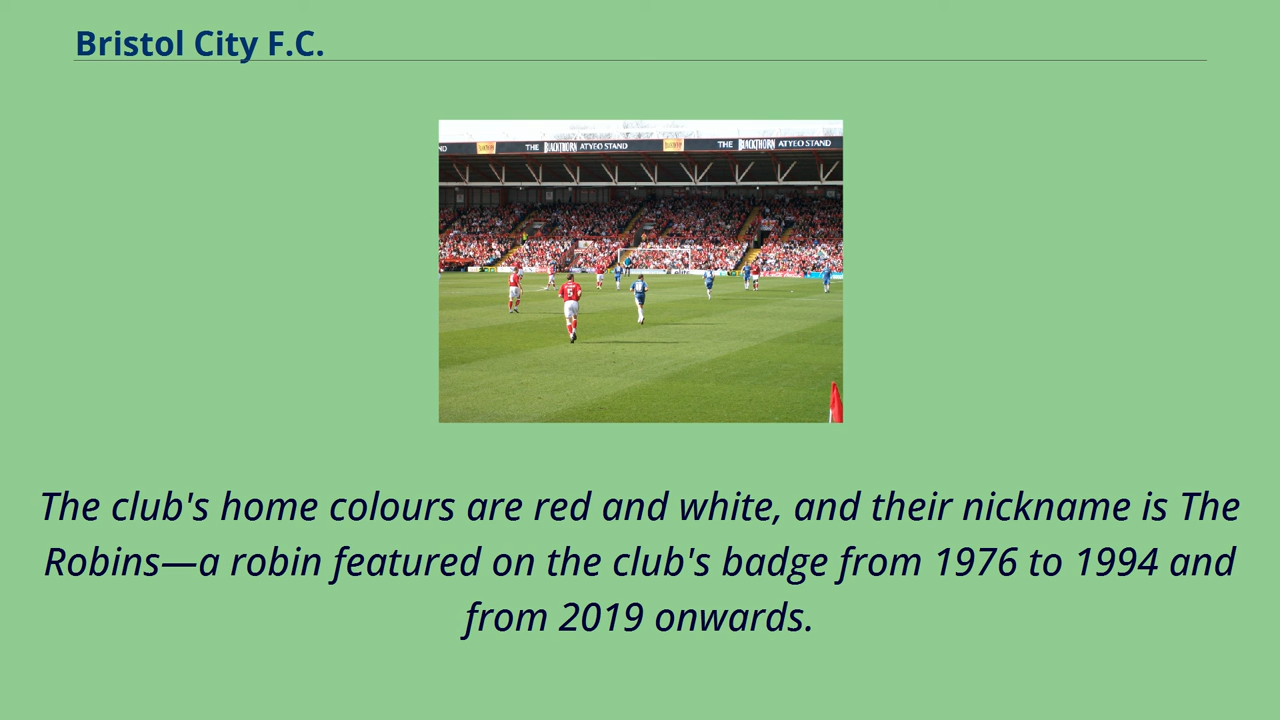 Bristol City F.C.
THE BLACKTHORN ATYEO STAND THE BLACKTHORN ATYEO STAND
5
The club's home colours are red and white, and their nickname is The
Robins—a robin featured on the club's badge from 1976 to 1994 and
from 2019 onwards.